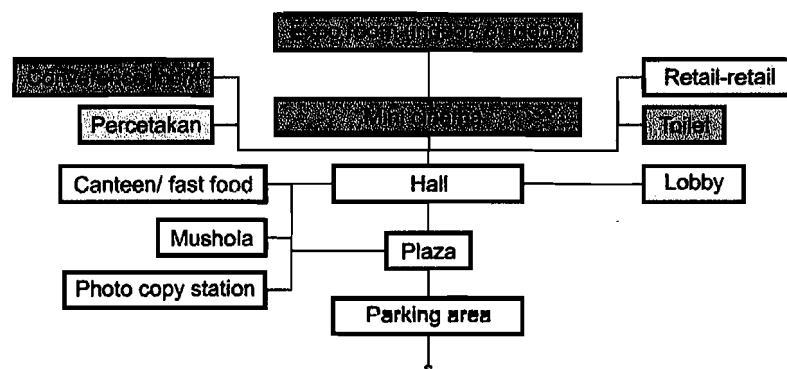 Expo room indoor/outdoor
Retail-retail
Percetakan
Mini cinema
Toilet
Canteen/ fast food
Hall
Lobby
Mushola
Plaza
Photo copy station
Parking area